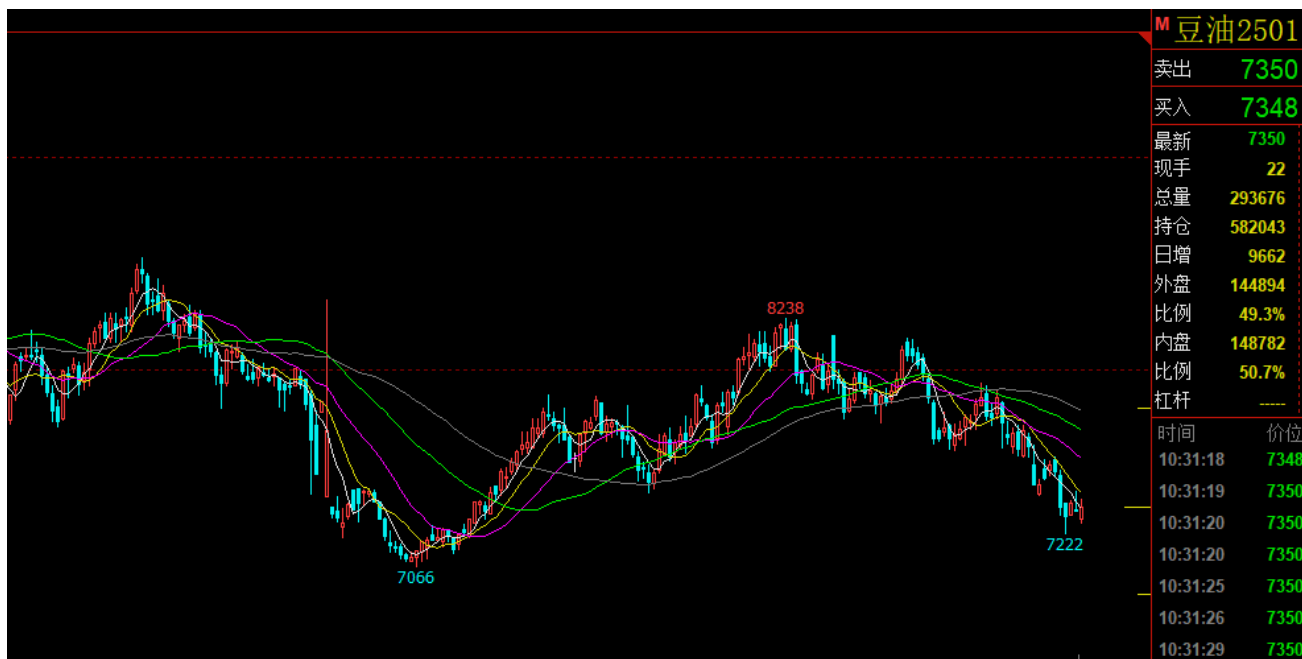 M 豆油2501
卖出 7350
买入 7348
最新 7350
现手 22
总量 293676
持仓 582043
日增 9662
外盘 144894
比例 49.3%
内盘 148782
比例 50.7%
杠杆 -----
时间 价位
10:31:18 7348
10:31:19 7350
10:31:20 7350
10:31:20 7350
10:31:25 7350
10:31:26 7350
10:31:29 7350
8238
7066
7222